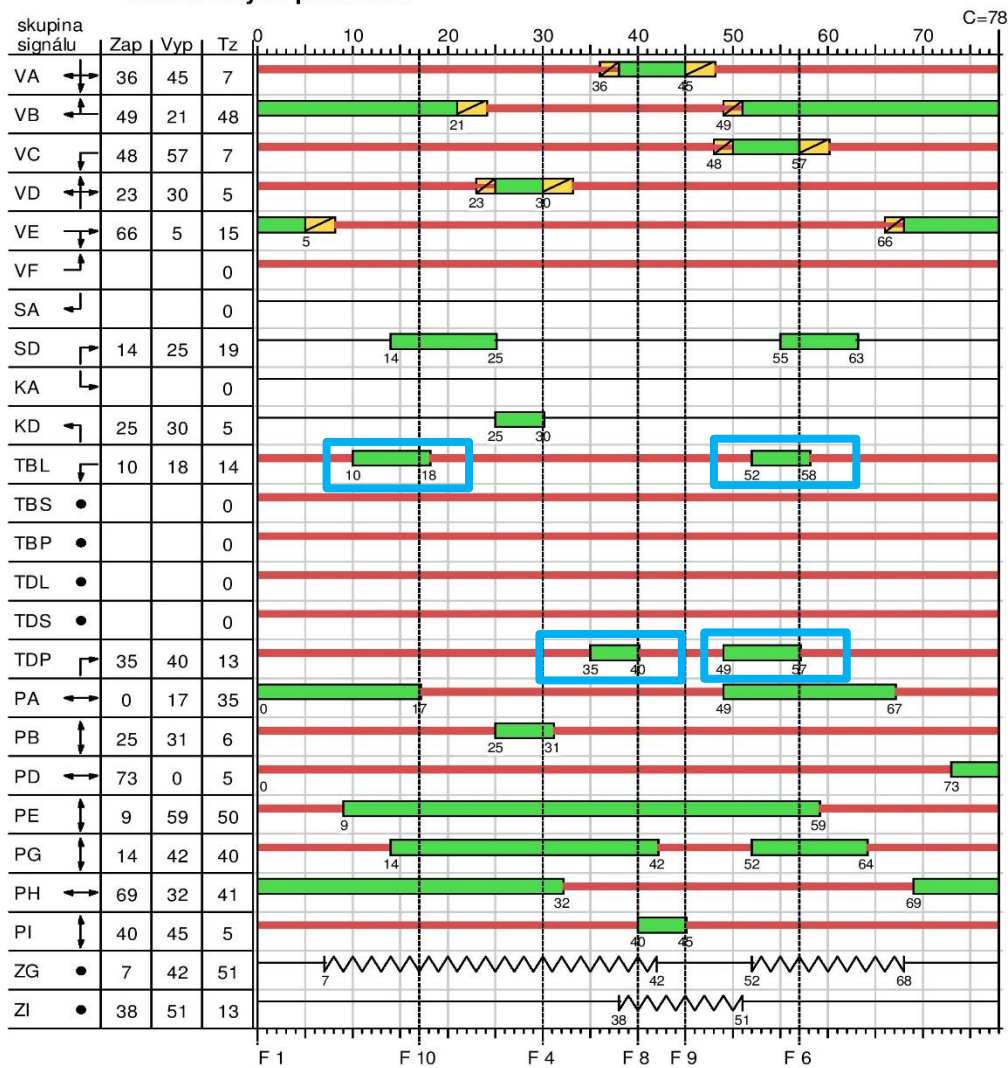 skupina
signálu Zap Vyp Tz 0 10 20 30 40 50 60 70 C=78
VA 36 45 7 36 45
VB 49 21 48 21 49
VC 48 57 7 48 57
VD 23 30 5 23 30
VE 66 5 15 5 66
VF 0
SA 0
SD 14 25 19 14 25 55 63
KA 0
KD 25 30 5 25 30
TBL 10 18 14 10 18 52 58
TBS 0
TBP 0
TDL 0
TDS 0
TDP 35 40 13 35 40 49 57
PA 0 17 35 0 17 49 67
PB 25 31 6 25 31
PD 73 0 5 0 73
PE 9 59 50 9 59
PG 14 42 40 14 42 52 64
PH 69 32 41 32 69
PI 40 45 5 40 45
ZG 7 42 51 7 42 52 68
ZI 38 51 13 38 51
F 1 F 10 F 4 F 8 F 9 F 6